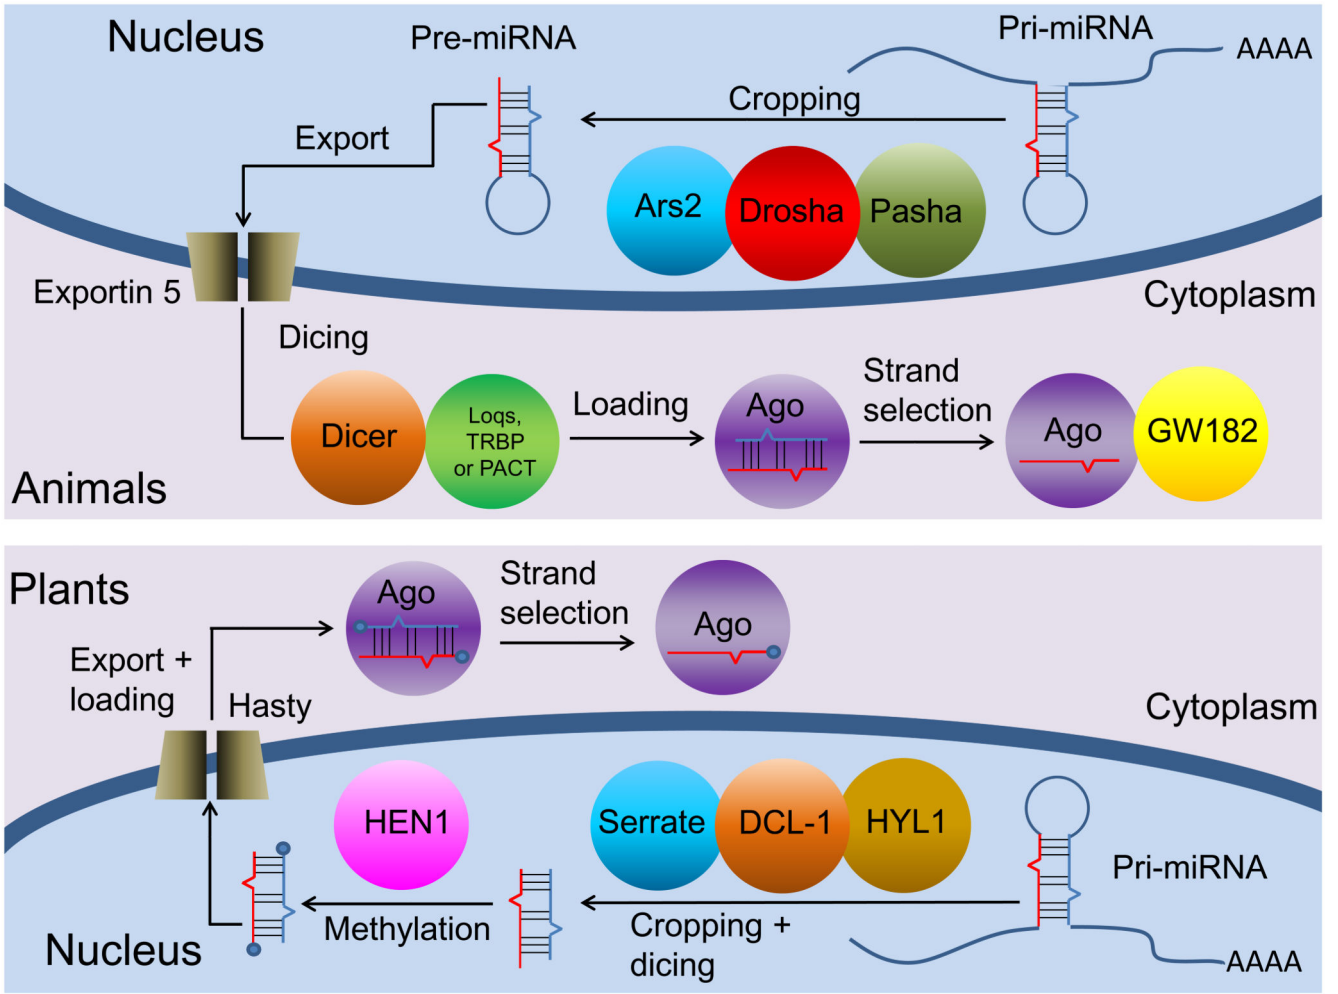 Nucleus
Pre-miRNA
Pri-miRNA
AAAA
Cropping
Export
Ars2
Drosha
Pasha
Exportin 5
Cytoplasm
Dicing
Dicer
Loqs,
TRBP
or PACT
Loading
Ago
Strand
selection
Ago
GW182
Animals
Plants
Ago
Strand
selection
Ago
Export +
loading
Hasty
Cytoplasm
HEN1
Serrate
DCL-1
HYL1
Pri-miRNA
Methylation
Cropping +
dicing
Nucleus
AAAA